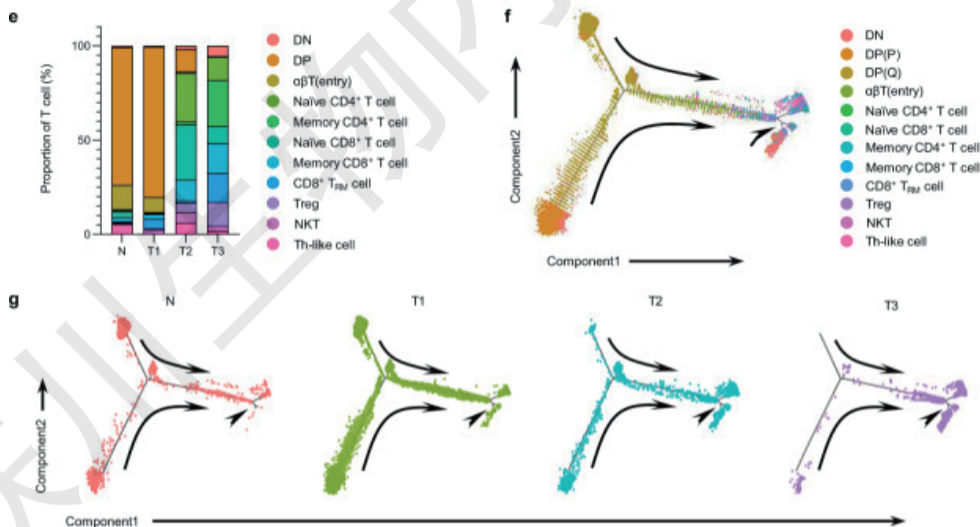 e
100
50
0
Proportion of T cell (%)
N T1 T2 T3
DN
DP
αβT(entry)
Naïve CD4⁺ T cell
Memory CD4⁺ T cell
Naïve CD8⁺ T cell
Memory CD8⁺ T cell
CD8⁺ TRM cell
Treg
NKT
Th-like cell
f
Component2
Component1
DN
DP(P)
DP(Q)
αβT(entry)
Naïve CD4⁺ T cell
Naïve CD8⁺ T cell
Memory CD4⁺ T cell
Memory CD8⁺ T cell
CD8⁺ TRM cell
Treg
NKT
Th-like cell
g
N T1 T2 T3
Component2
Component1
川生物